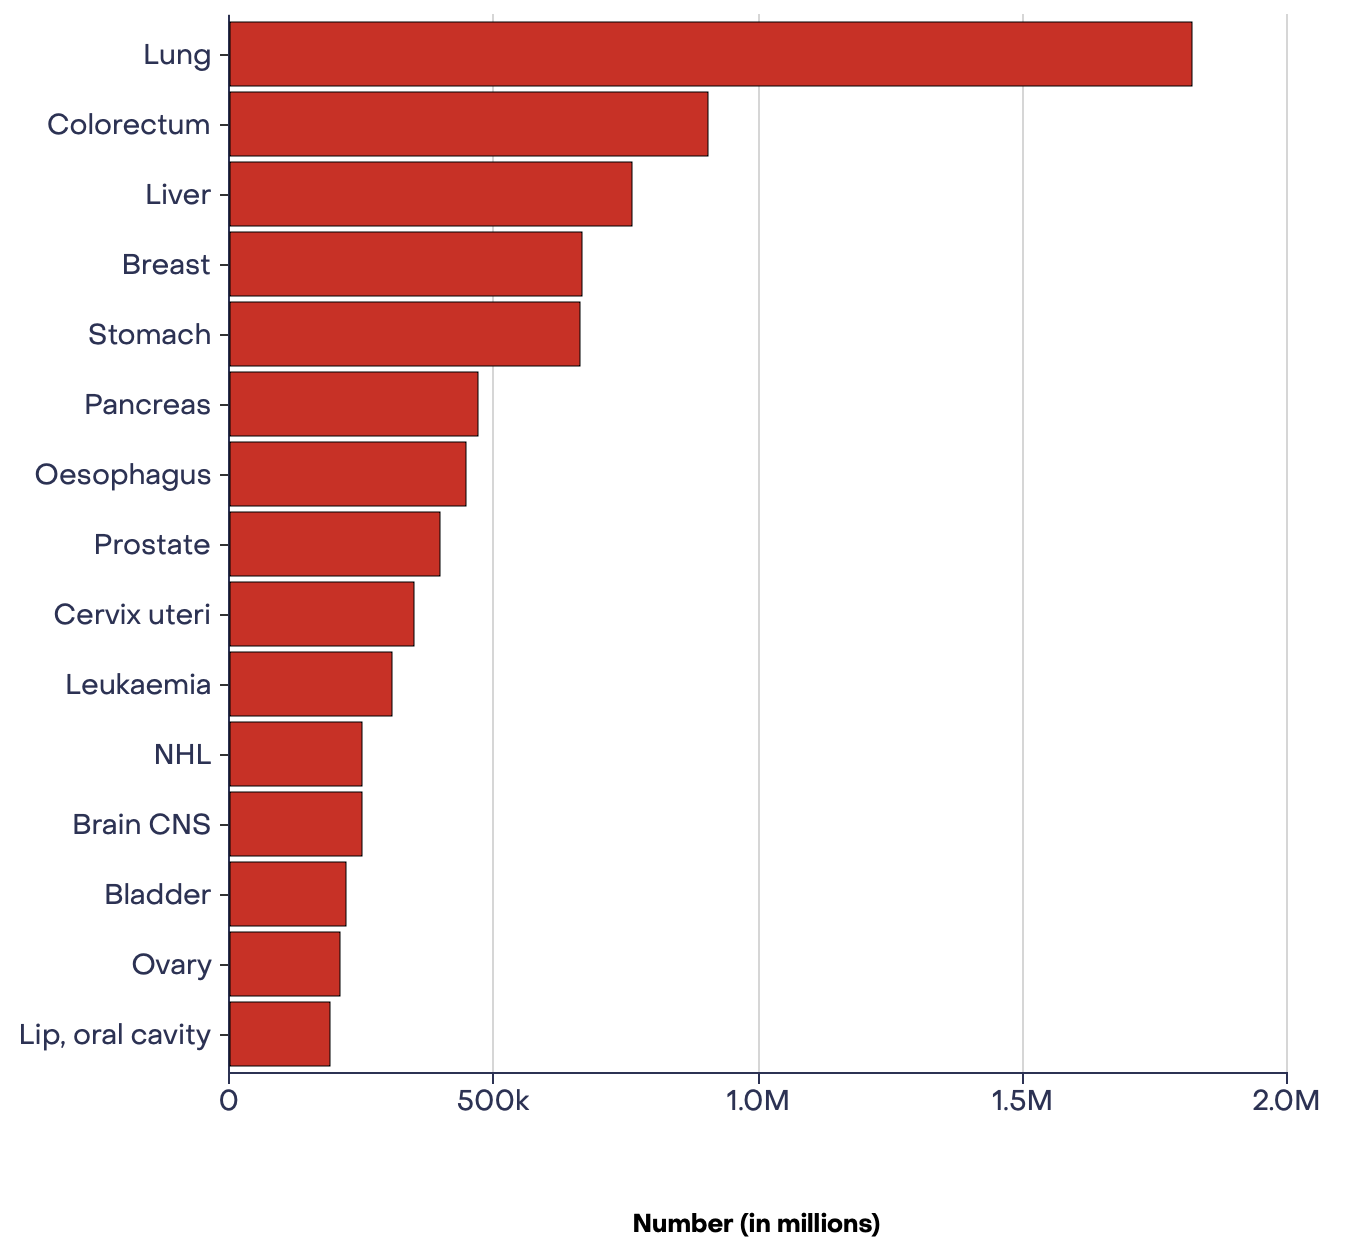 Lung
Colorectum
Liver
Breast
Stomach
Pancreas
Oesophagus
Prostate
Cervix uteri
Leukaemia
NHL
Brain CNS
Bladder
Ovary
Lip, oral cavity
0 500k 1.0M 1.5M 2.0M
Number (in millions)